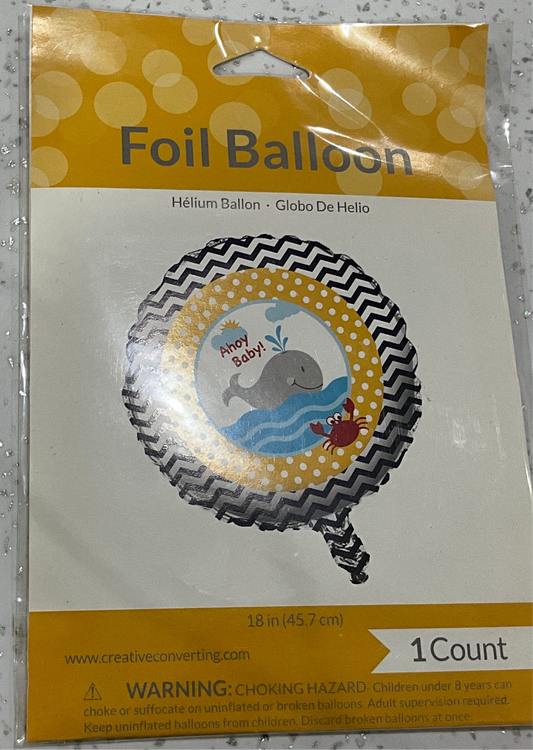 Foil Balloon
Hélium Ballon · Globo De Helio
Ahoy
Baby!
18 in (45.7 cm)
www.creativeconverting.com
1 Count
⚠ WARNING: CHOKING HAZARD- Children under 8 years can
choke or suffocate on uninflated or broken balloons. Adult supervision required.
Keep uninflated balloons from children. Discard broken balloons at once.